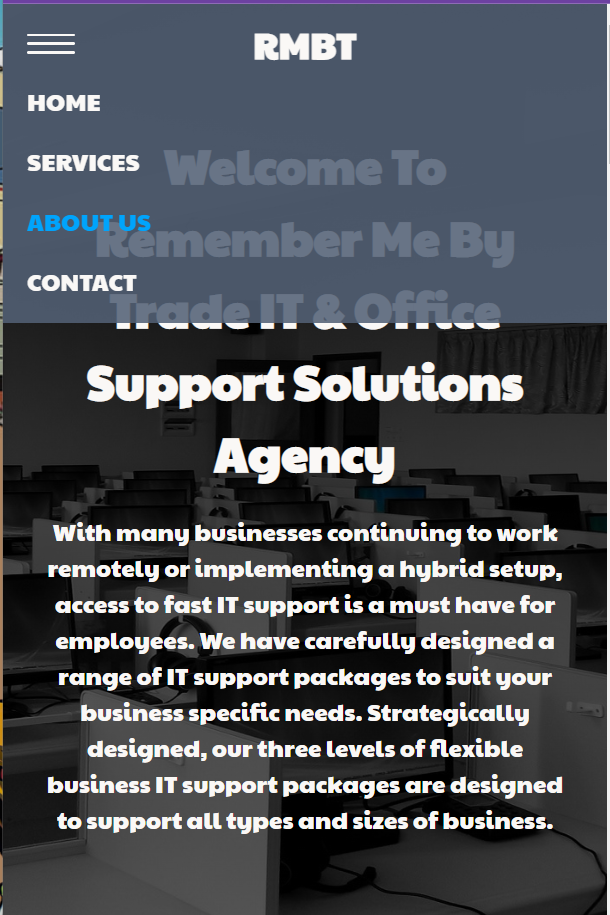 RMBT
HOME
SERVICES
ABOUT US
CONTACT
Welcome To
Remember Me By
Trade IT & Office
Support Solutions
Agency
With many businesses continuing to work
remotely or implementing a hybrid setup,
access to fast IT support is a must have for
employees. We have carefully designed a
range of IT support packages to suit your
business specific needs. Strategically
designed, our three levels of flexible
business IT support packages are designed
to support all types and sizes of business.